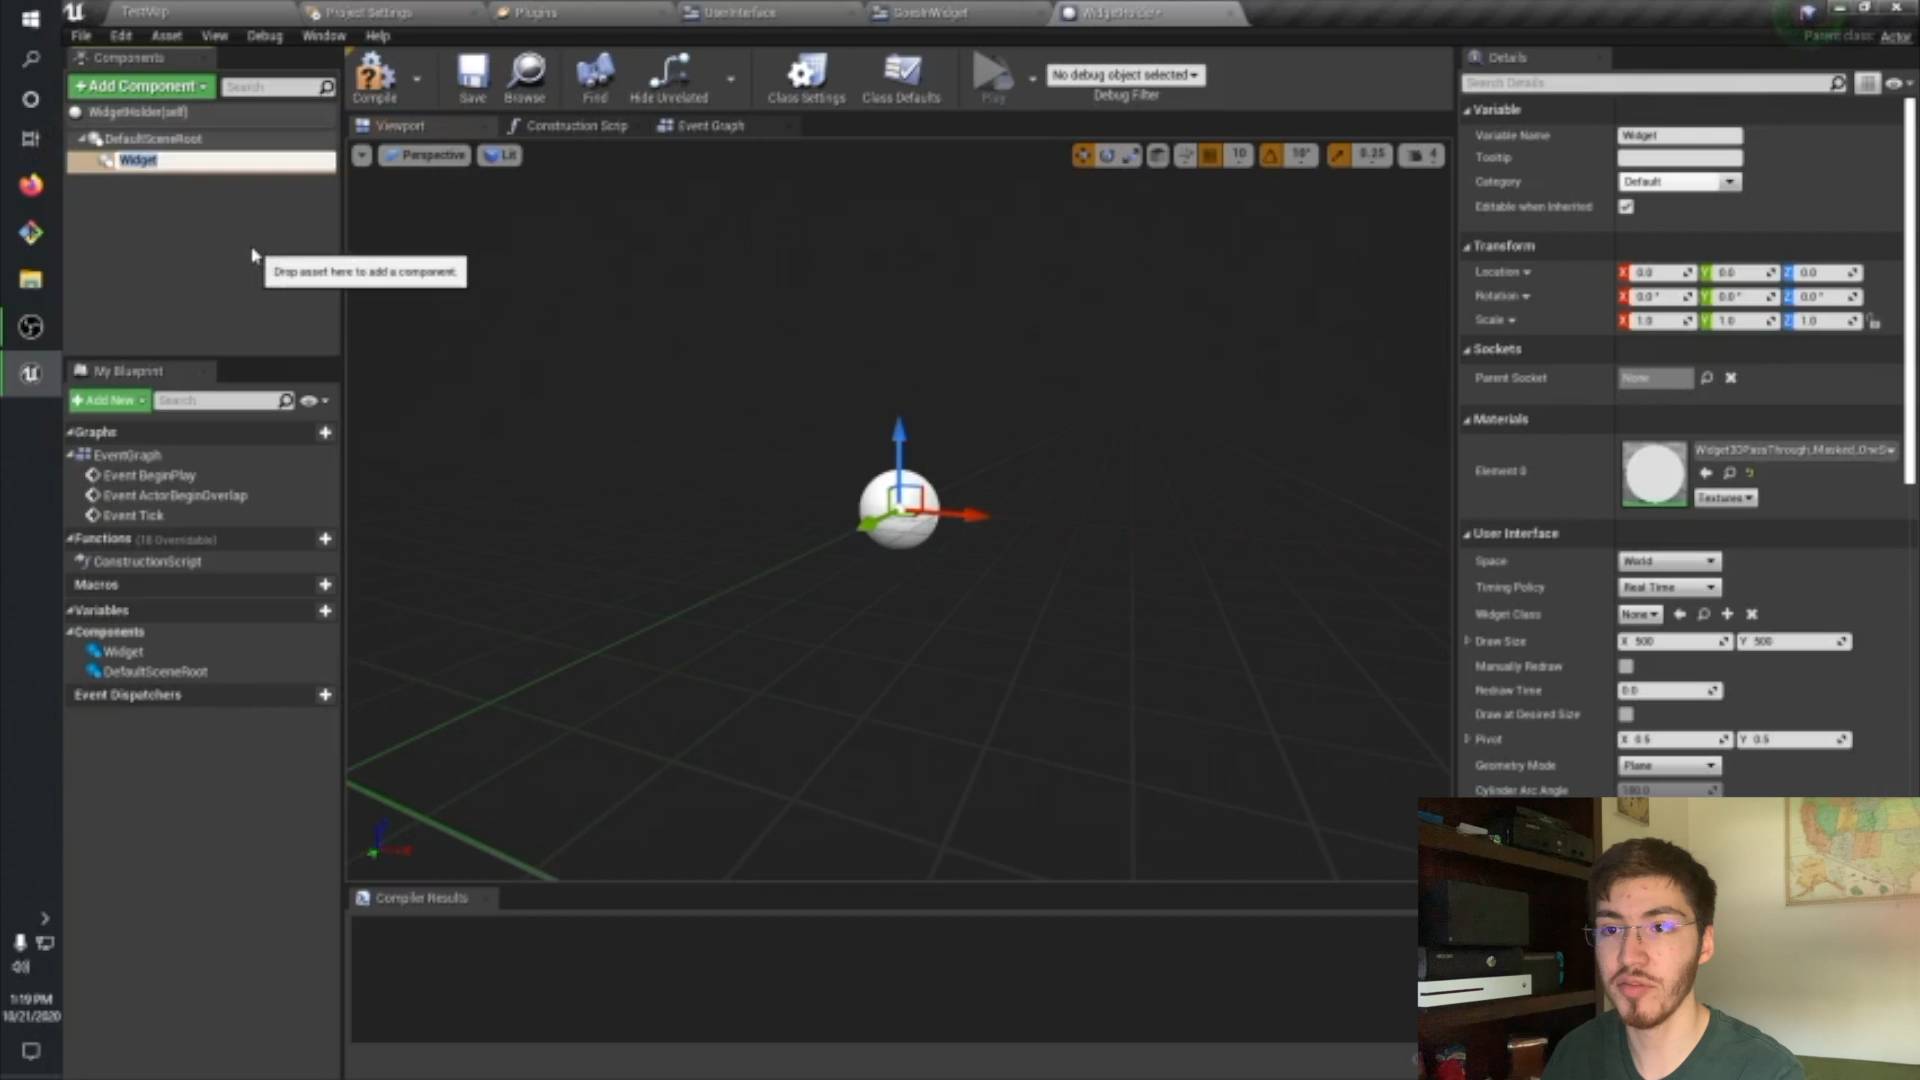 TestMap
Project Settings
Plugins
UserInterface
GoesInWidget
WidgetHolder
File Edit Asset View Debug Window Help
Parent class: Actor
Components
+Add Component
Search
WidgetHolder(self)
DefaultSceneRoot
Widget
Drop asset here to add a component.
Compile
Save
Browse
Find
Hide Unrelated
Class Settings
Class Defaults
Play
No debug object selected
Debug Filter
Viewport
Construction Scrip
Event Graph
Perspective
Lit
10
10°
0.25
4
My Blueprint
+Add New
Search
Graphs
EventGraph
Event BeginPlay
Event ActorBeginOverlap
Event Tick
Functions (18 Overridable)
ConstructionScript
Macros
Variables
Components
Widget
DefaultSceneRoot
Event Dispatchers
Compiler Results
Details
Search Details
Variable
Variable Name Widget
Tooltip
Category Default
Editable when Inherited
Transform
Location X 0.0 Y 0.0 Z 0.0
Rotation X 0.0° Y 0.0° Z 0.0°
Scale X 1.0 Y 1.0 Z 1.0
Sockets
Parent Socket None
Materials
Element 0
Widget3DPassThrough_Masked_OneS
Textures
User Interface
Space World
Timing Policy Real Time
Widget Class None
Draw Size X 500 Y 500
Manually Redraw
Redraw Time 0.0
Draw at Desired Size
Pivot X 0.5 Y 0.5
Geometry Mode Plane
Cylinder Arc Angle 180.0
1:19 PM
10/21/2020